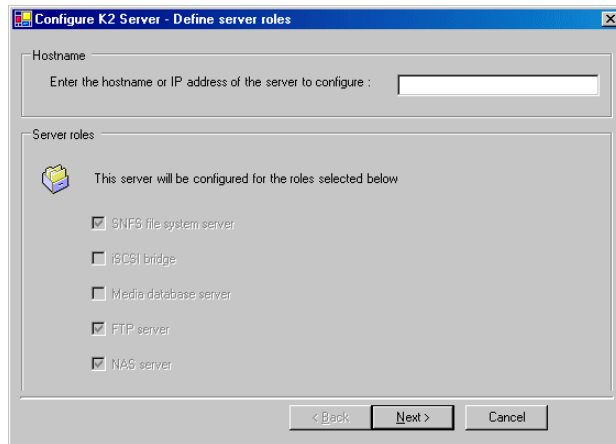 Configure K2 Server - Define server roles
Hostname
Enter the hostname or IP address of the server to configure :
Server roles
This server will be configured for the roles selected below
SNFS file system server
iSCSI bridge
Media database server
FTP server
NAS server
< Back
Next >
Cancel